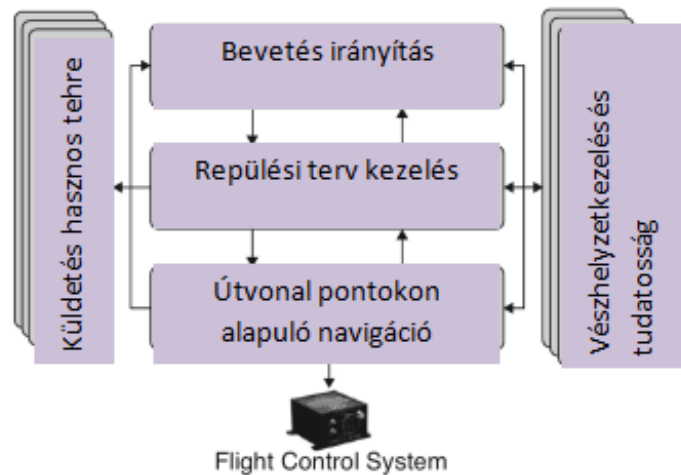 Küldetés hasznos tehre
Bevetés irányítás
Repülési terv kezelés
Útvonal pontokon
alapuló navigáció
Vészhelyzetkezelés és
tudatosság
Flight Control System